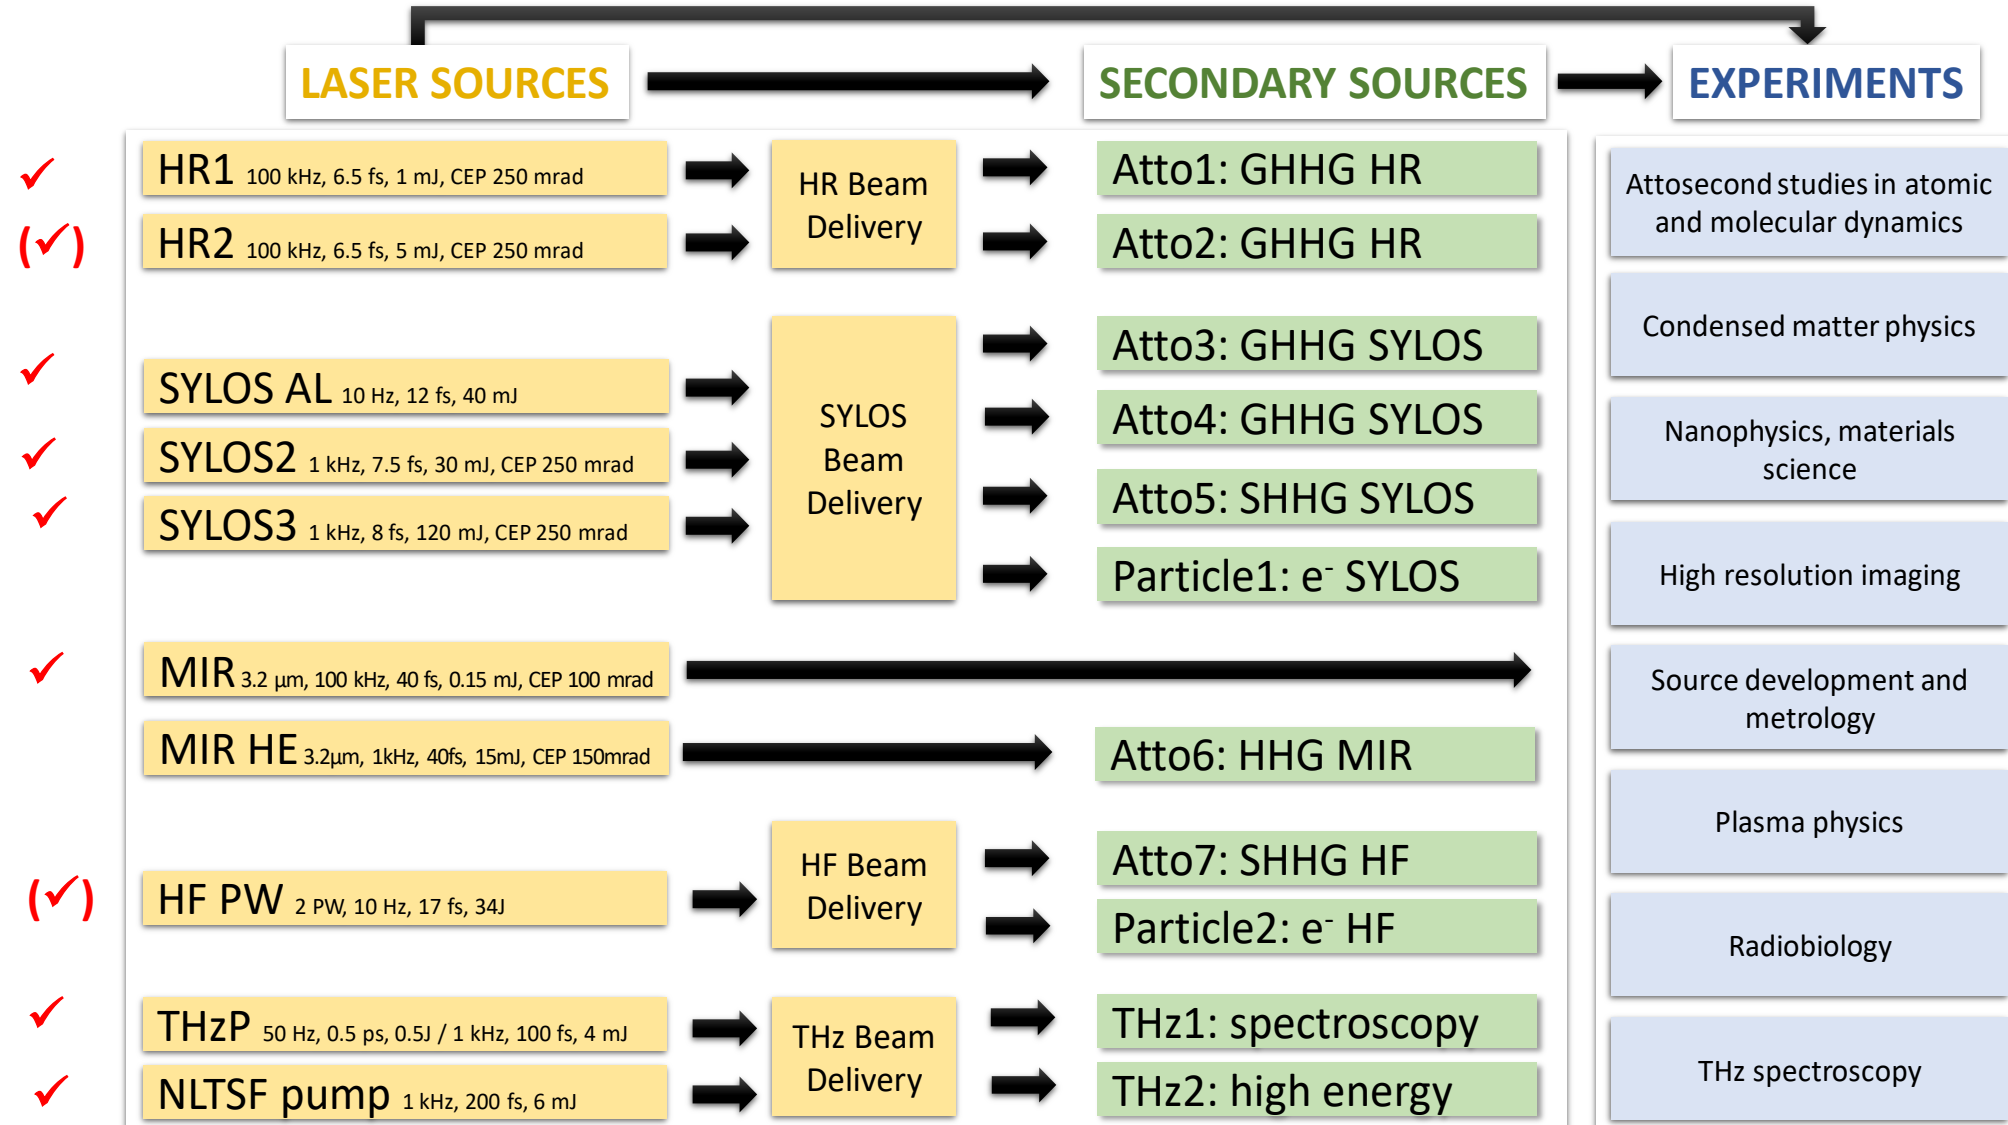 LASER SOURCES
SECONDARY SOURCES
EXPERIMENTS
HR1 100 kHz, 6.5 fs, 1 mJ, CEP 250 mrad
HR2 100 kHz, 6.5 fs, 5 mJ, CEP 250 mrad
HR Beam
Delivery
Atto1: GHHG HR
Atto2: GHHG HR
SYLOS AL 10 Hz, 12 fs, 40 mJ
SYLOS2 1 kHz, 7.5 fs, 30 mJ, CEP 250 mrad
SYLOS3 1 kHz, 8 fs, 120 mJ, CEP 250 mrad
SYLOS
Beam
Delivery
Atto3: GHHG SYLOS
Atto4: GHHG SYLOS
Atto5: SHHG SYLOS
Particle1: e⁻ SYLOS
MIR 3.2 µm, 100 kHz, 40 fs, 0.15 mJ, CEP 100 mrad
MIR HE 3.2µm, 1kHz, 40fs, 15mJ, CEP 150mrad
Atto6: HHG MIR
HF PW 2 PW, 10 Hz, 17 fs, 34J
HF Beam
Delivery
Atto7: SHHG HF
Particle2: e⁻ HF
THzP 50 Hz, 0.5 ps, 0.5J / 1 kHz, 100 fs, 4 mJ
NLTSF pump 1 kHz, 200 fs, 6 mJ
THz Beam
Delivery
THz1: spectroscopy
THz2: high energy
Attosecond studies in atomic
and molecular dynamics
Condensed matter physics
Nanophysics, materials
science
High resolution imaging
Source development and
metrology
Plasma physics
Radiobiology
THz spectroscopy